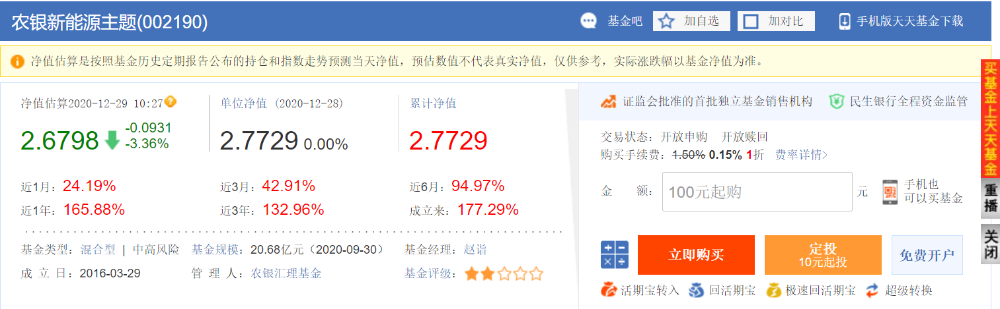 农银新能源主题(002190) 基金吧 加自选 加对比 手机版天天基金下载
净值估算是按照基金历史定期报告公布的持仓和指数走势预测当天净值，预估数值不代表真实净值，仅供参考，实际涨跌幅以基金净值为准。
净值估算2020-12-29 10:27 单位净值 (2020-12-28) 累计净值
2.6798 -0.0931 -3.36% 2.7729 0.00% 2.7729
近1月：24.19% 近3月：42.91% 近6月：94.97%
近1年：165.88% 近3年：132.96% 成立来：177.29%
基金类型：混合型 | 中高风险 基金规模：20.68亿元（2020-09-30） 基金经理：赵诣
成 立 日：2016-03-29 管 理 人：农银汇理基金 基金评级：
证监会批准的首批独立基金销售机构 民生银行全程资金监管
交易状态：开放申购 开放赎回
购买手续费：1.50% 0.15% 1折 费率详情>
金 额： 100元起购 元 手机也
可以买基金
立即购买 定投 免费开户
10元起投
活期宝转入 回活期宝 极速回活期宝 超级转换
买基金上天天基金
重播
关闭